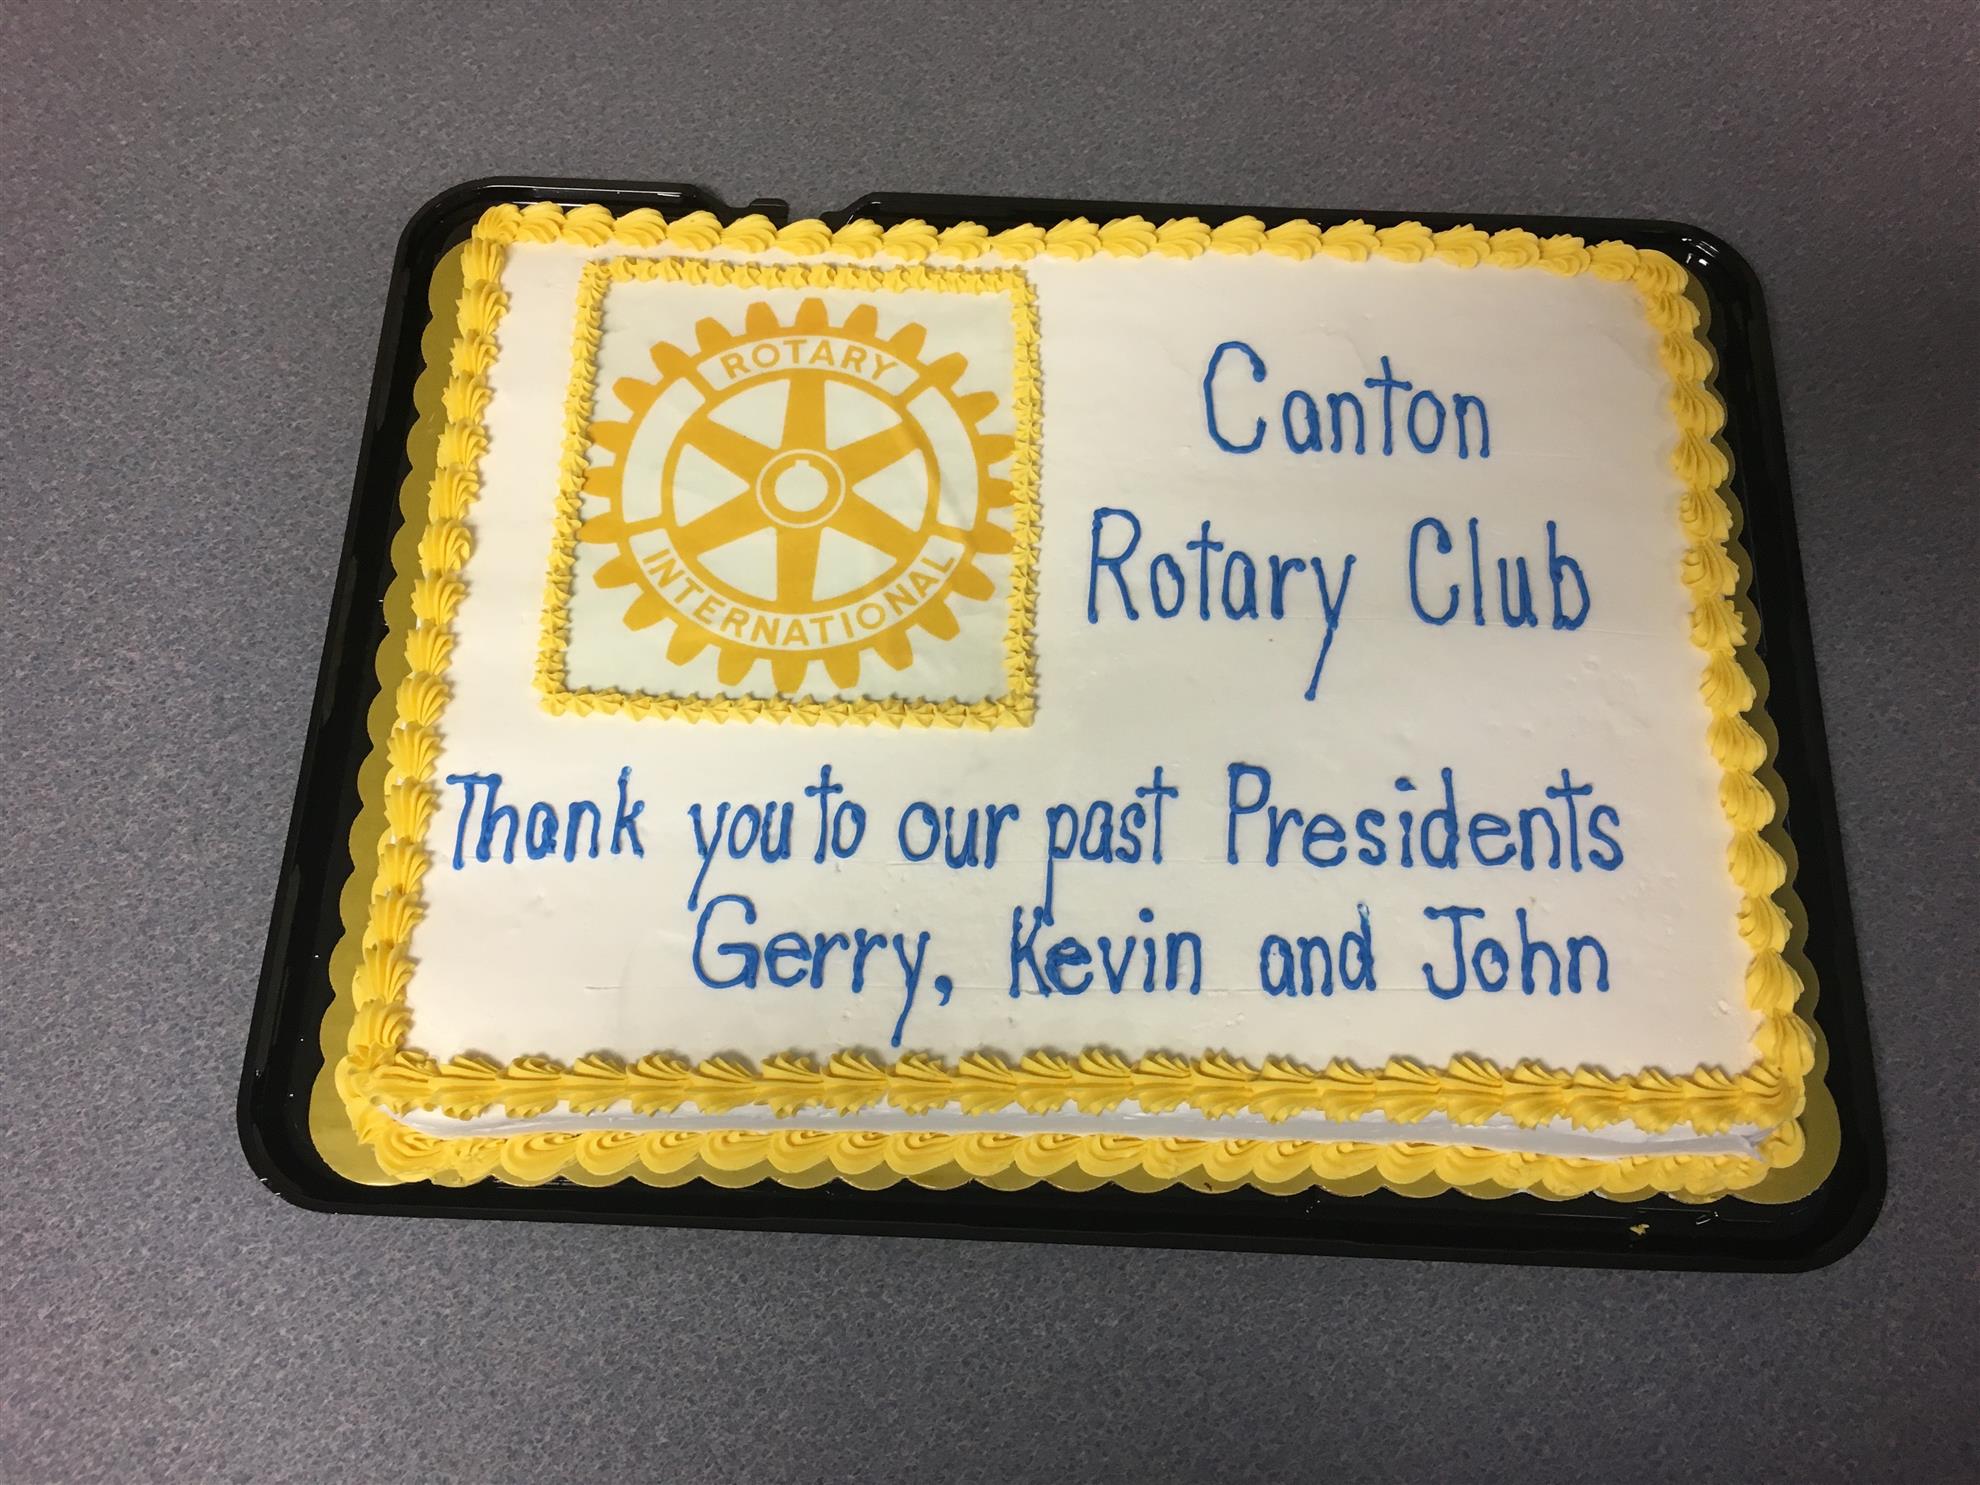 ROTARY
INTERNATIONAL
Canton
Rotary Club
Thank you to our past Presidents
Gerry, Kevin and John